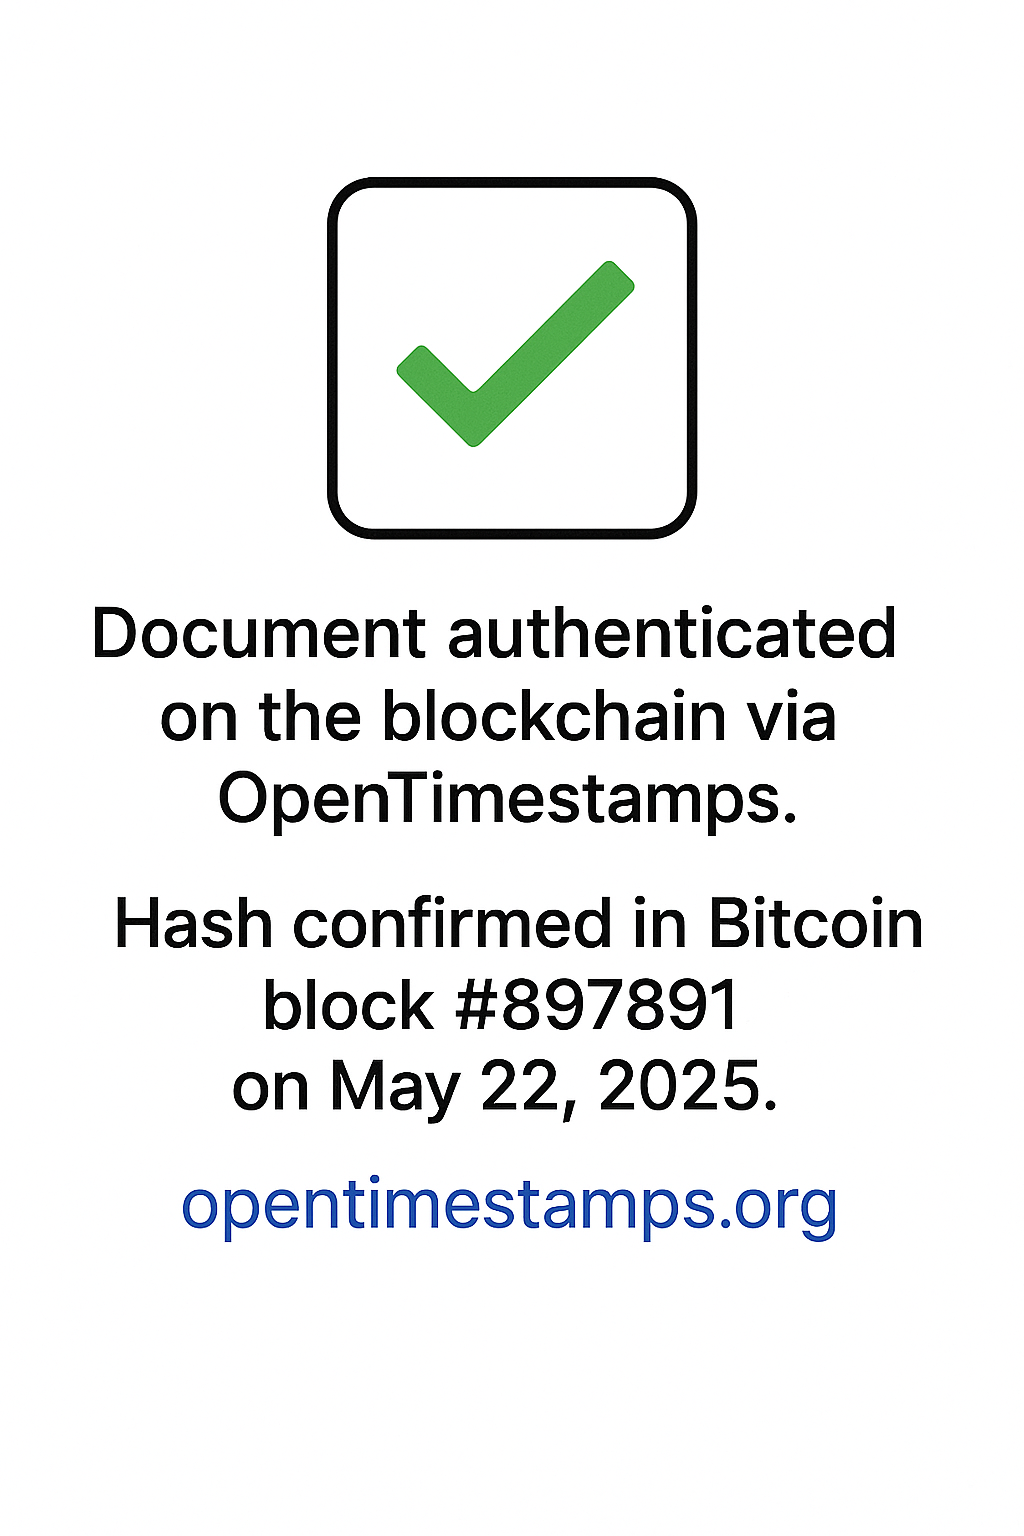 Document authenticated
on the blockchain via
OpenTimestamps.
Hash confirmed in Bitcoin
block #897891
on May 22, 2025.
opentimestamps.org